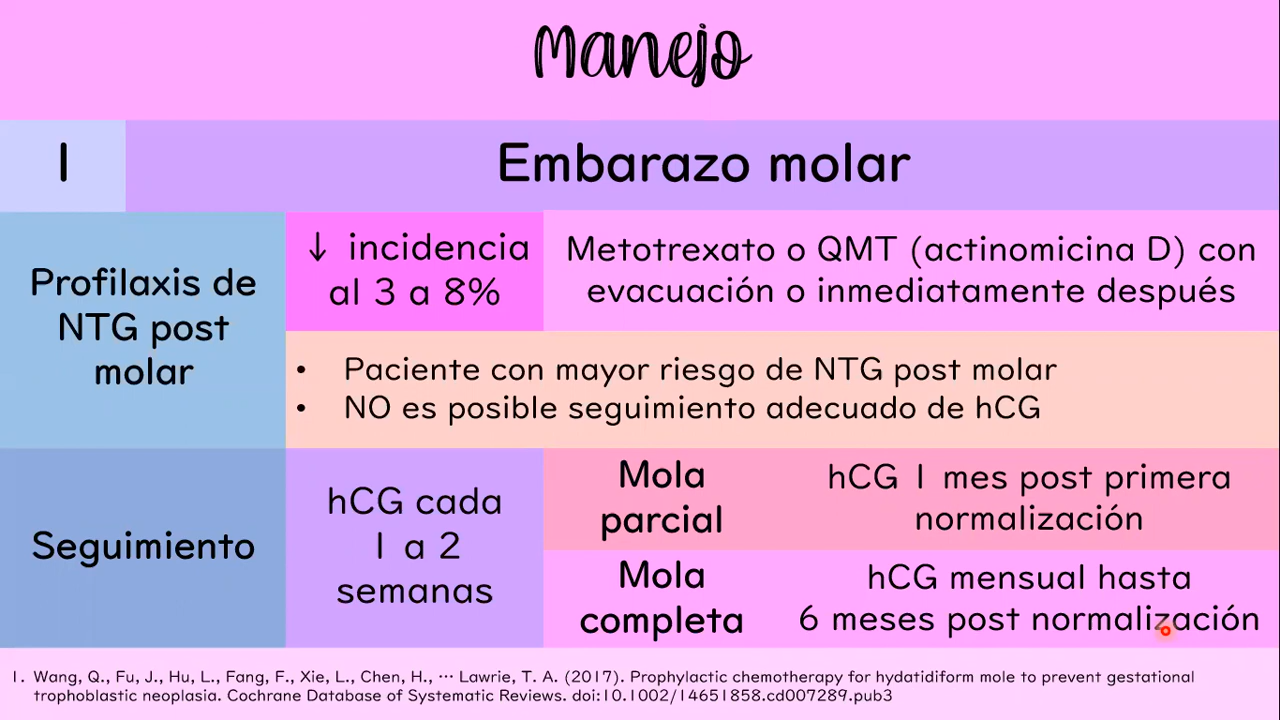 Manejo
1
Embarazo molar
Profilaxis de
NTG post
molar
↓ incidencia
al 3 a 8%
Metotrexato o QMT (actinomicina D) con
evacuación o inmediatamente después
• Paciente con mayor riesgo de NTG post molar
• NO es posible seguimiento adecuado de hCG
Seguimiento
hCG cada
1 a 2
semanas
Mola
parcial
hCG 1 mes post primera
normalización
Mola
completa
hCG mensual hasta
6 meses post normalización
1. Wang, Q., Fu, J., Hu, L., Fang, F., Xie, L., Chen, H., … Lawrie, T. A. (2017). Prophylactic chemotherapy for hydatidiform mole to prevent gestational
trophoblastic neoplasia. Cochrane Database of Systematic Reviews. doi:10.1002/14651858.cd007289.pub3